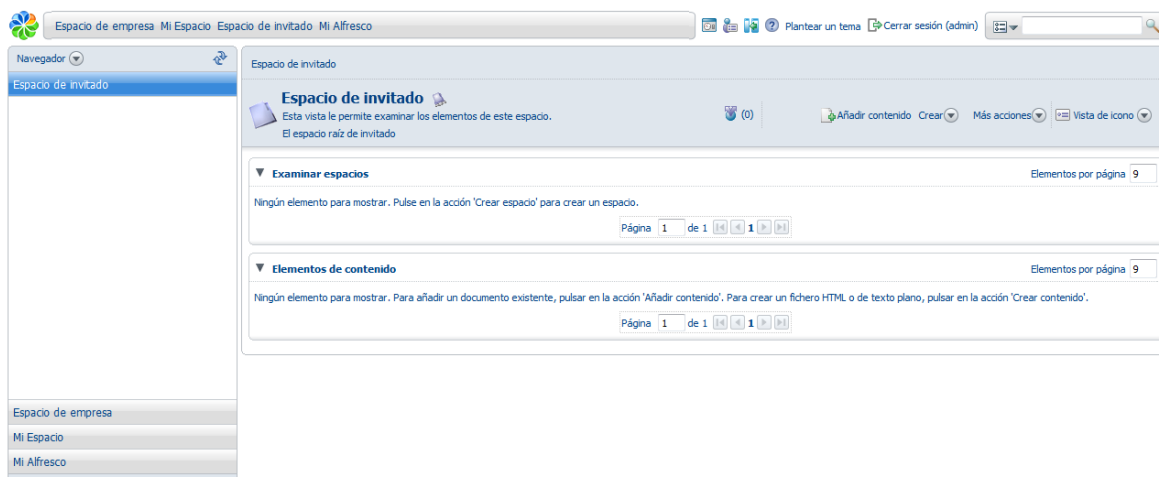 Espacio de empresa Mi Espacio Espacio de invitado Mi Alfresco
Plantear un tema Cerrar sesión (admin)
Navegador
Espacio de invitado
Espacio de invitado
Espacio de invitado
Esta vista le permite examinar los elementos de este espacio.
El espacio raíz de invitado
(0)
Añadir contenido Crear Más acciones Vista de icono
Examinar espacios
Elementos por página 9
Ningún elemento para mostrar. Pulse en la acción 'Crear espacio' para crear un espacio.
Página 1 de 1 1
Elementos de contenido
Elementos por página 9
Ningún elemento para mostrar. Para añadir un documento existente, pulsar en la acción 'Añadir contenido'. Para crear un fichero HTML o de texto plano, pulsar en la acción 'Crear contenido'.
Página 1 de 1 1
Espacio de empresa
Mi Espacio
Mi Alfresco